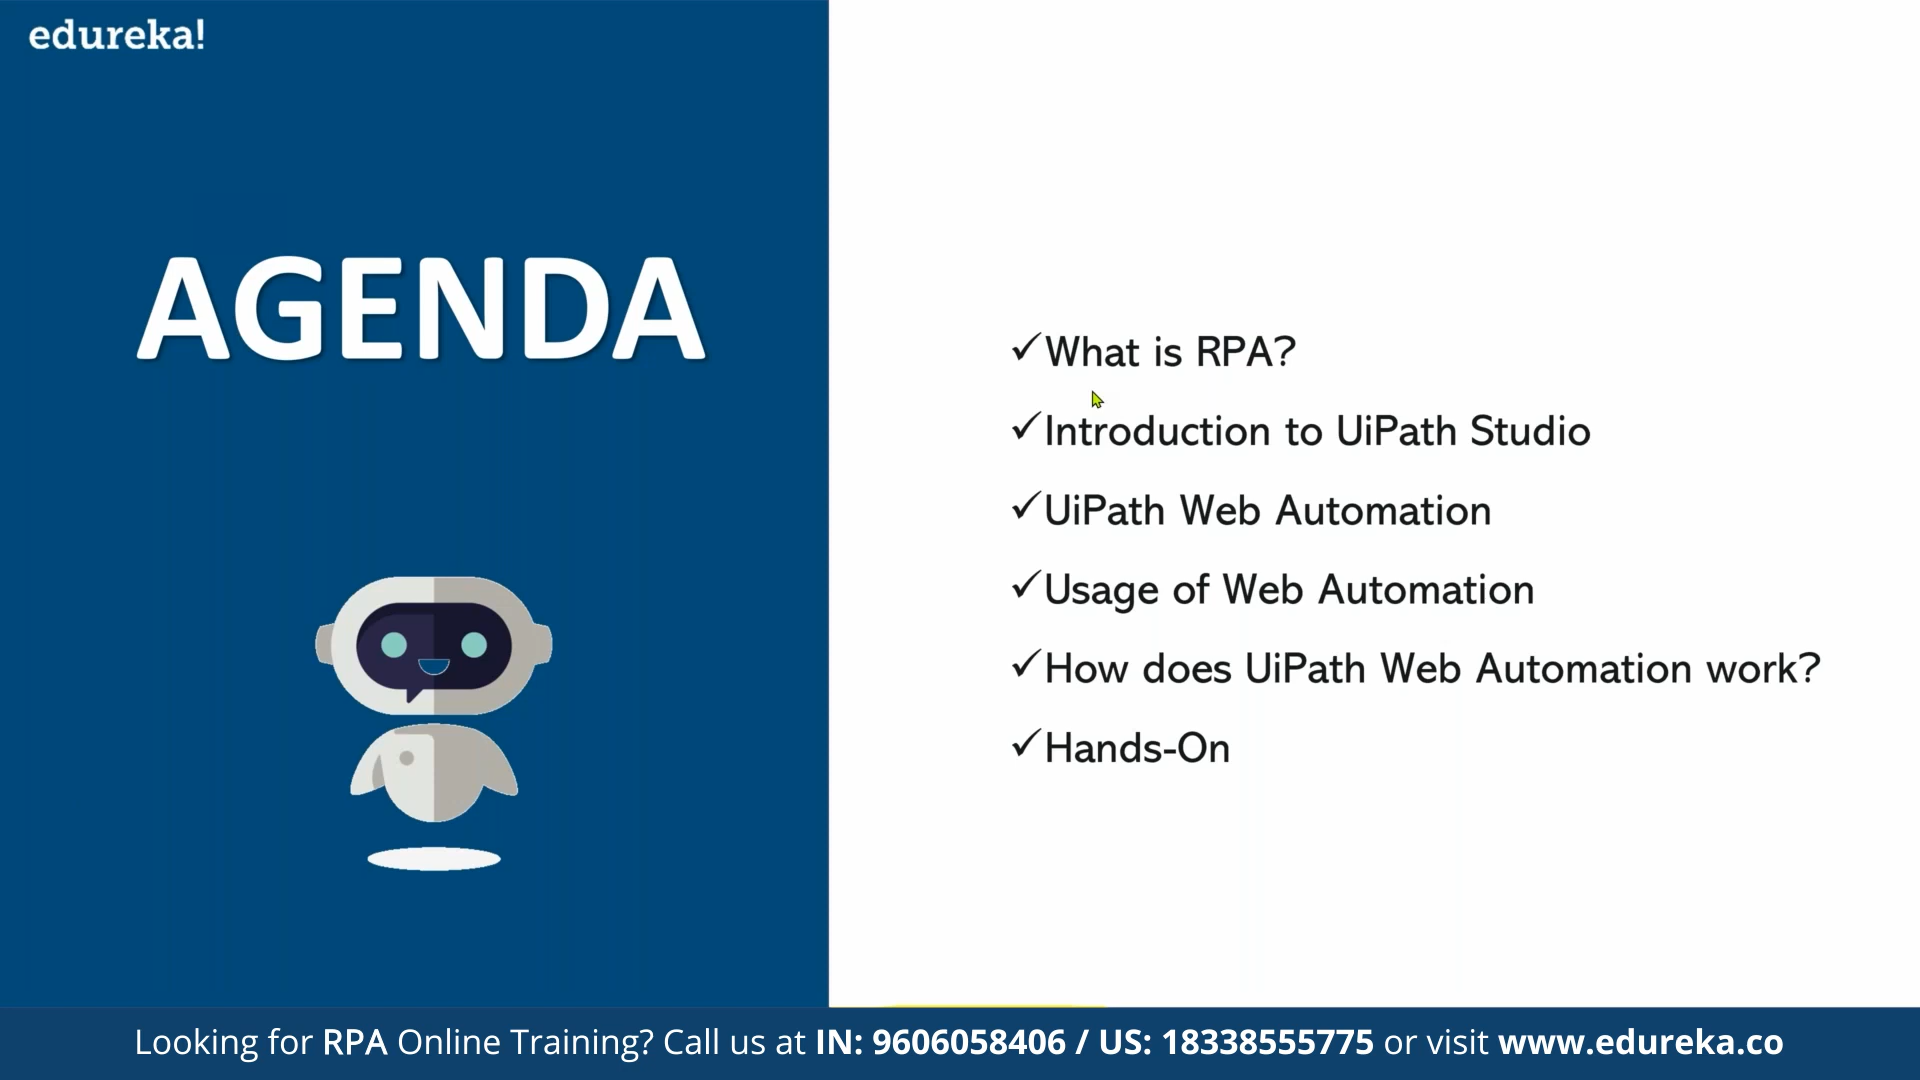 edureka!
AGENDA
✓What is RPA?
✓Introduction to UiPath Studio
✓UiPath Web Automation
✓Usage of Web Automation
✓How does UiPath Web Automation work?
✓Hands-On
Looking for RPA Online Training? Call us at IN: 9606058406 / US: 18338555775 or visit www.edureka.co